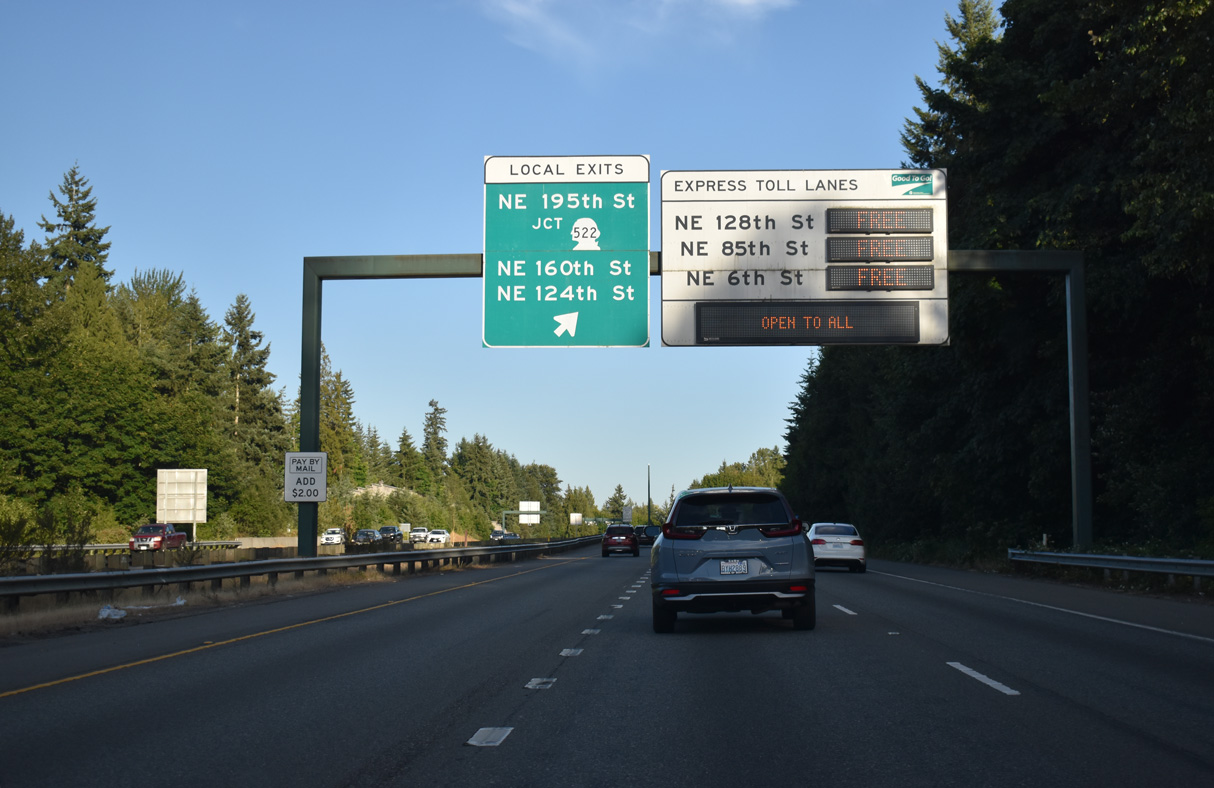 LOCAL EXITS
NE 195th St
JCT 522
NE 160th St
NE 124th St
EXPRESS TOLL LANES
Good To Go!
NE 128th St FREE
NE 85th St FREE
NE 6th St FREE
OPEN TO ALL
PAY BY
MAIL
ADD
$2.00